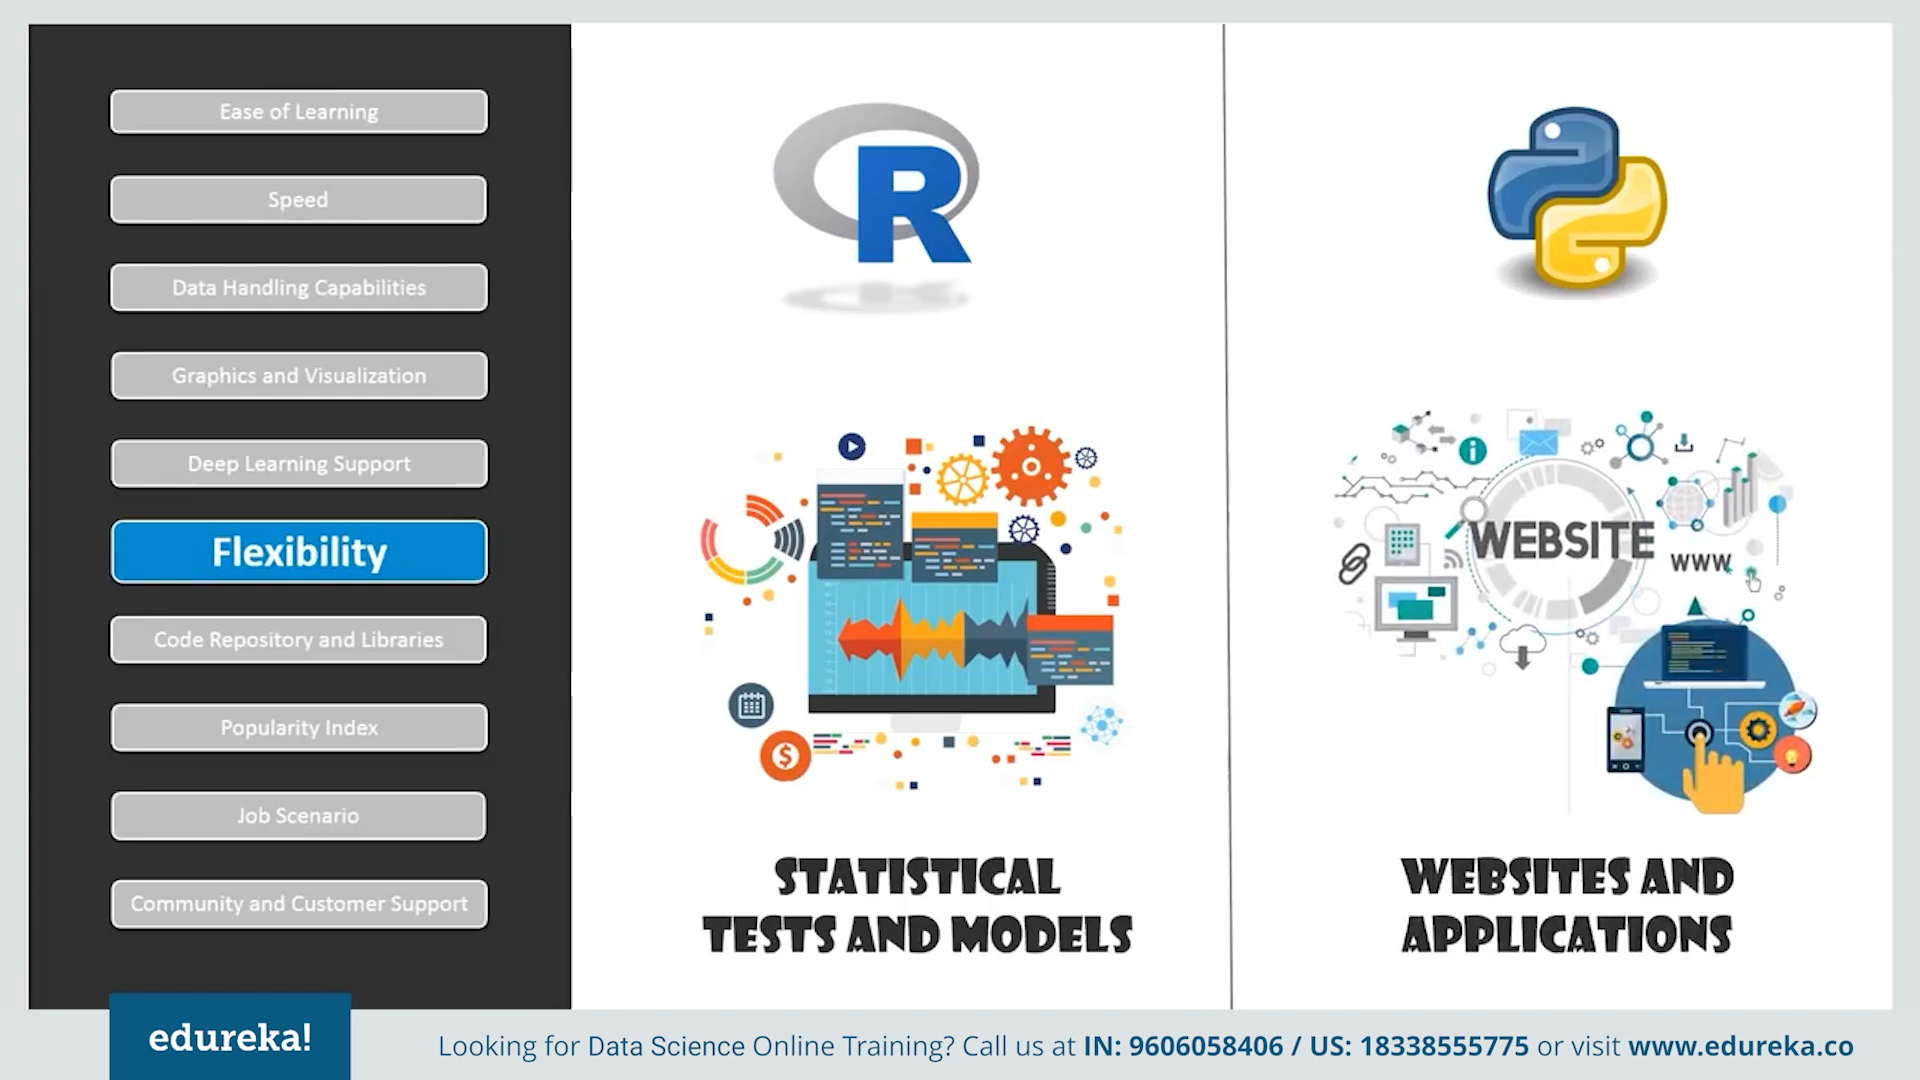 Ease of Learning
Speed
Data Handling Capabilities
Graphics and Visualization
Deep Learning Support
Flexibility
Code Repository and Libraries
Popularity Index
Job Scenario
Community and Customer Support
R
STATISTICAL
TESTS AND MODELS
WEBSITE
www
i
$
WEBSITES AND
APPLICATIONS
edureka!
Looking for Data Science Online Training? Call us at IN: 9606058406 / US: 18338555775 or visit www.edureka.co